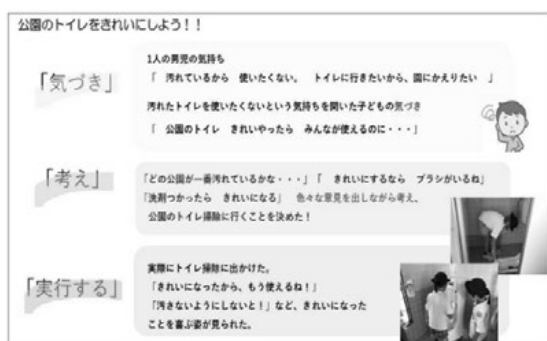 公園のトイレをきれいにしよう！！
「気づき」
1人の男児の気持ち
「 汚れているから 使いたくない。 トイレに行きたいから、園にかえりたい 」
汚れたトイレを使いたくないという気持ちを聞いた子どもの気づき
「 公園のトイレ きれいやったら みんなが使えるのに・・・」
「考え」
「どの公園が一番汚れているかな・・・」「 きれいにするなら ブラシがいるね」
「洗剤つかったら きれいになる」 色々な意見を出しながら考え、
公園のトイレ掃除に行くことを決めた！
「実行する」
実際にトイレ掃除に出かけた。
「きれいになったから、もう使えるね！」
「汚さないようにしないと！」など、きれいになった
ことを喜ぶ姿が見られた。